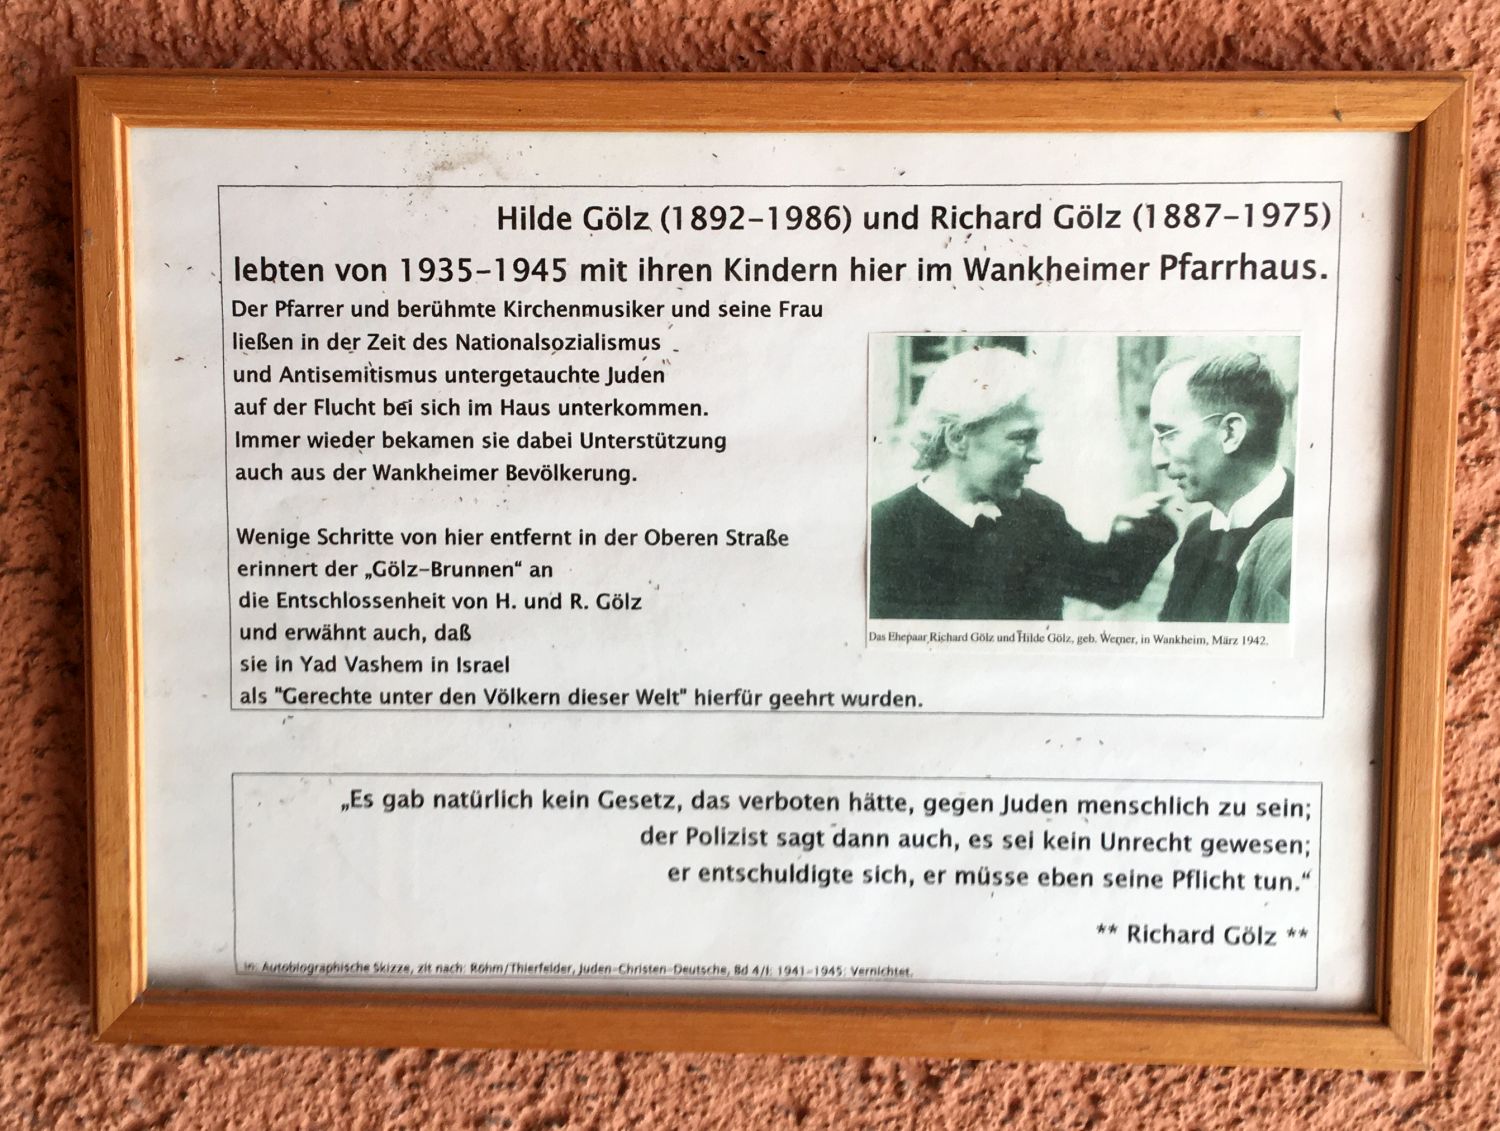 Hilde Gölz (1892-1986) und Richard Gölz (1887-1975)
lebten von 1935-1945 mit ihren Kindern hier im Wankheimer Pfarrhaus.
Der Pfarrer und berühmte Kirchenmusiker und seine Frau
ließen in der Zeit des Nationalsozialismus
und Antisemitismus untergetauchte Juden
auf der Flucht bei sich im Haus unterkommen.
Immer wieder bekamen sie dabei Unterstützung
auch aus der Wankheimer Bevölkerung.
Wenige Schritte von hier entfernt in der Oberen Straße
erinnert der „Gölz-Brunnen“ an
die Entschlossenheit von H. und R. Gölz
und erwähnt auch, daß
sie in Yad Vashem in Israel
als "Gerechte unter den Völkern dieser Welt" hierfür geehrt wurden.
Das Ehepaar Richard Gölz und Hilde Gölz, geb. Werner, in Wankheim, März 1942.
„Es gab natürlich kein Gesetz, das verboten hätte, gegen Juden menschlich zu sein;
der Polizist sagt dann auch, es sei kein Unrecht gewesen;
er entschuldigte sich, er müsse eben seine Pflicht tun.“
** Richard Gölz **
In: Autobiographische Skizze, zit nach: Röhm/Thierfelder, Juden-Christen-Deutsche, Bd 4/I: 1941-1945: Vernichtet.